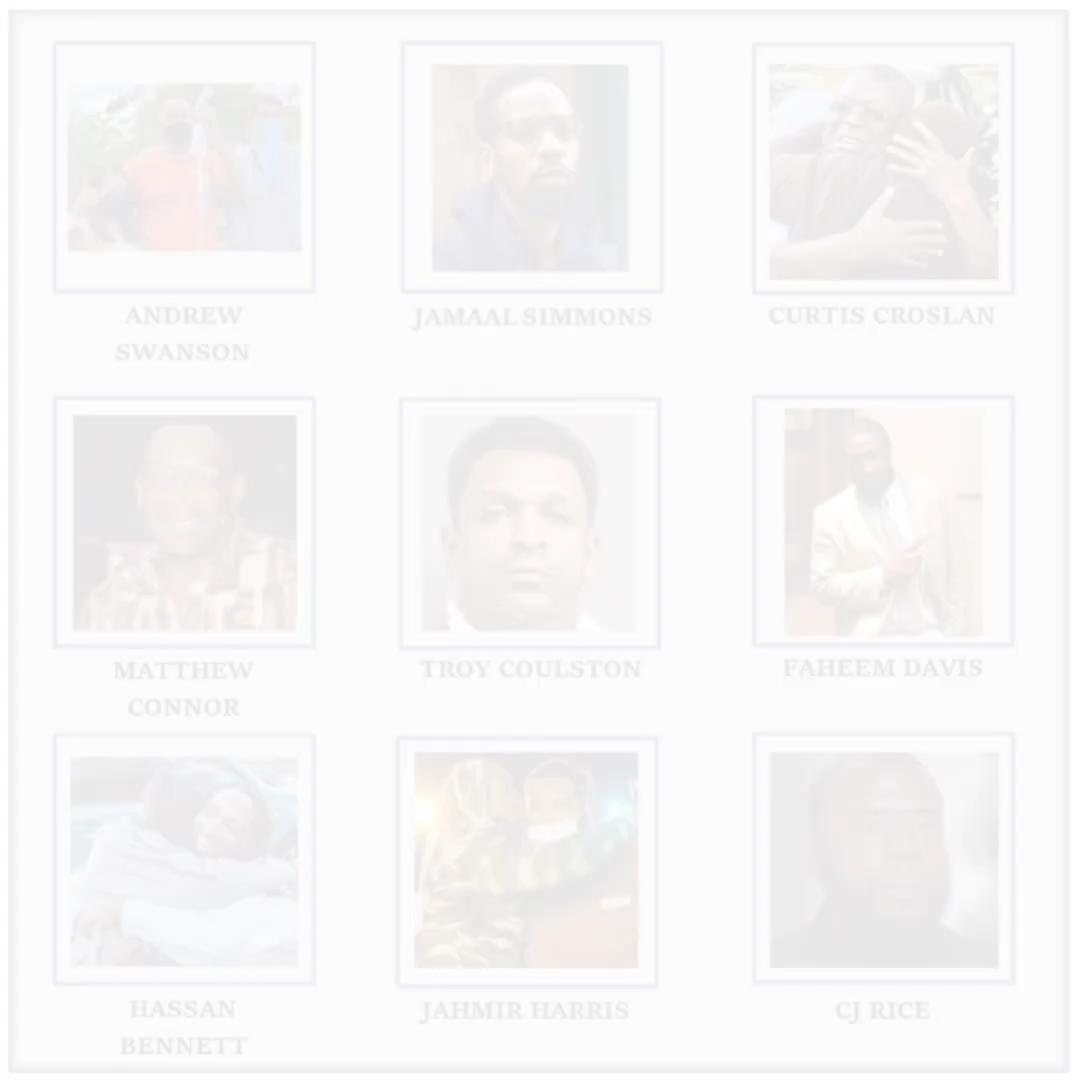 ANDREW
SWANSON
JAMAAL SIMMONS
CURTIS CROSLAN
MATTHEW
CONNOR
TROY COULSTON
FAHEEM DAVIS
HASSAN
BENNETT
JAHMIR HARRIS
CJ RICE